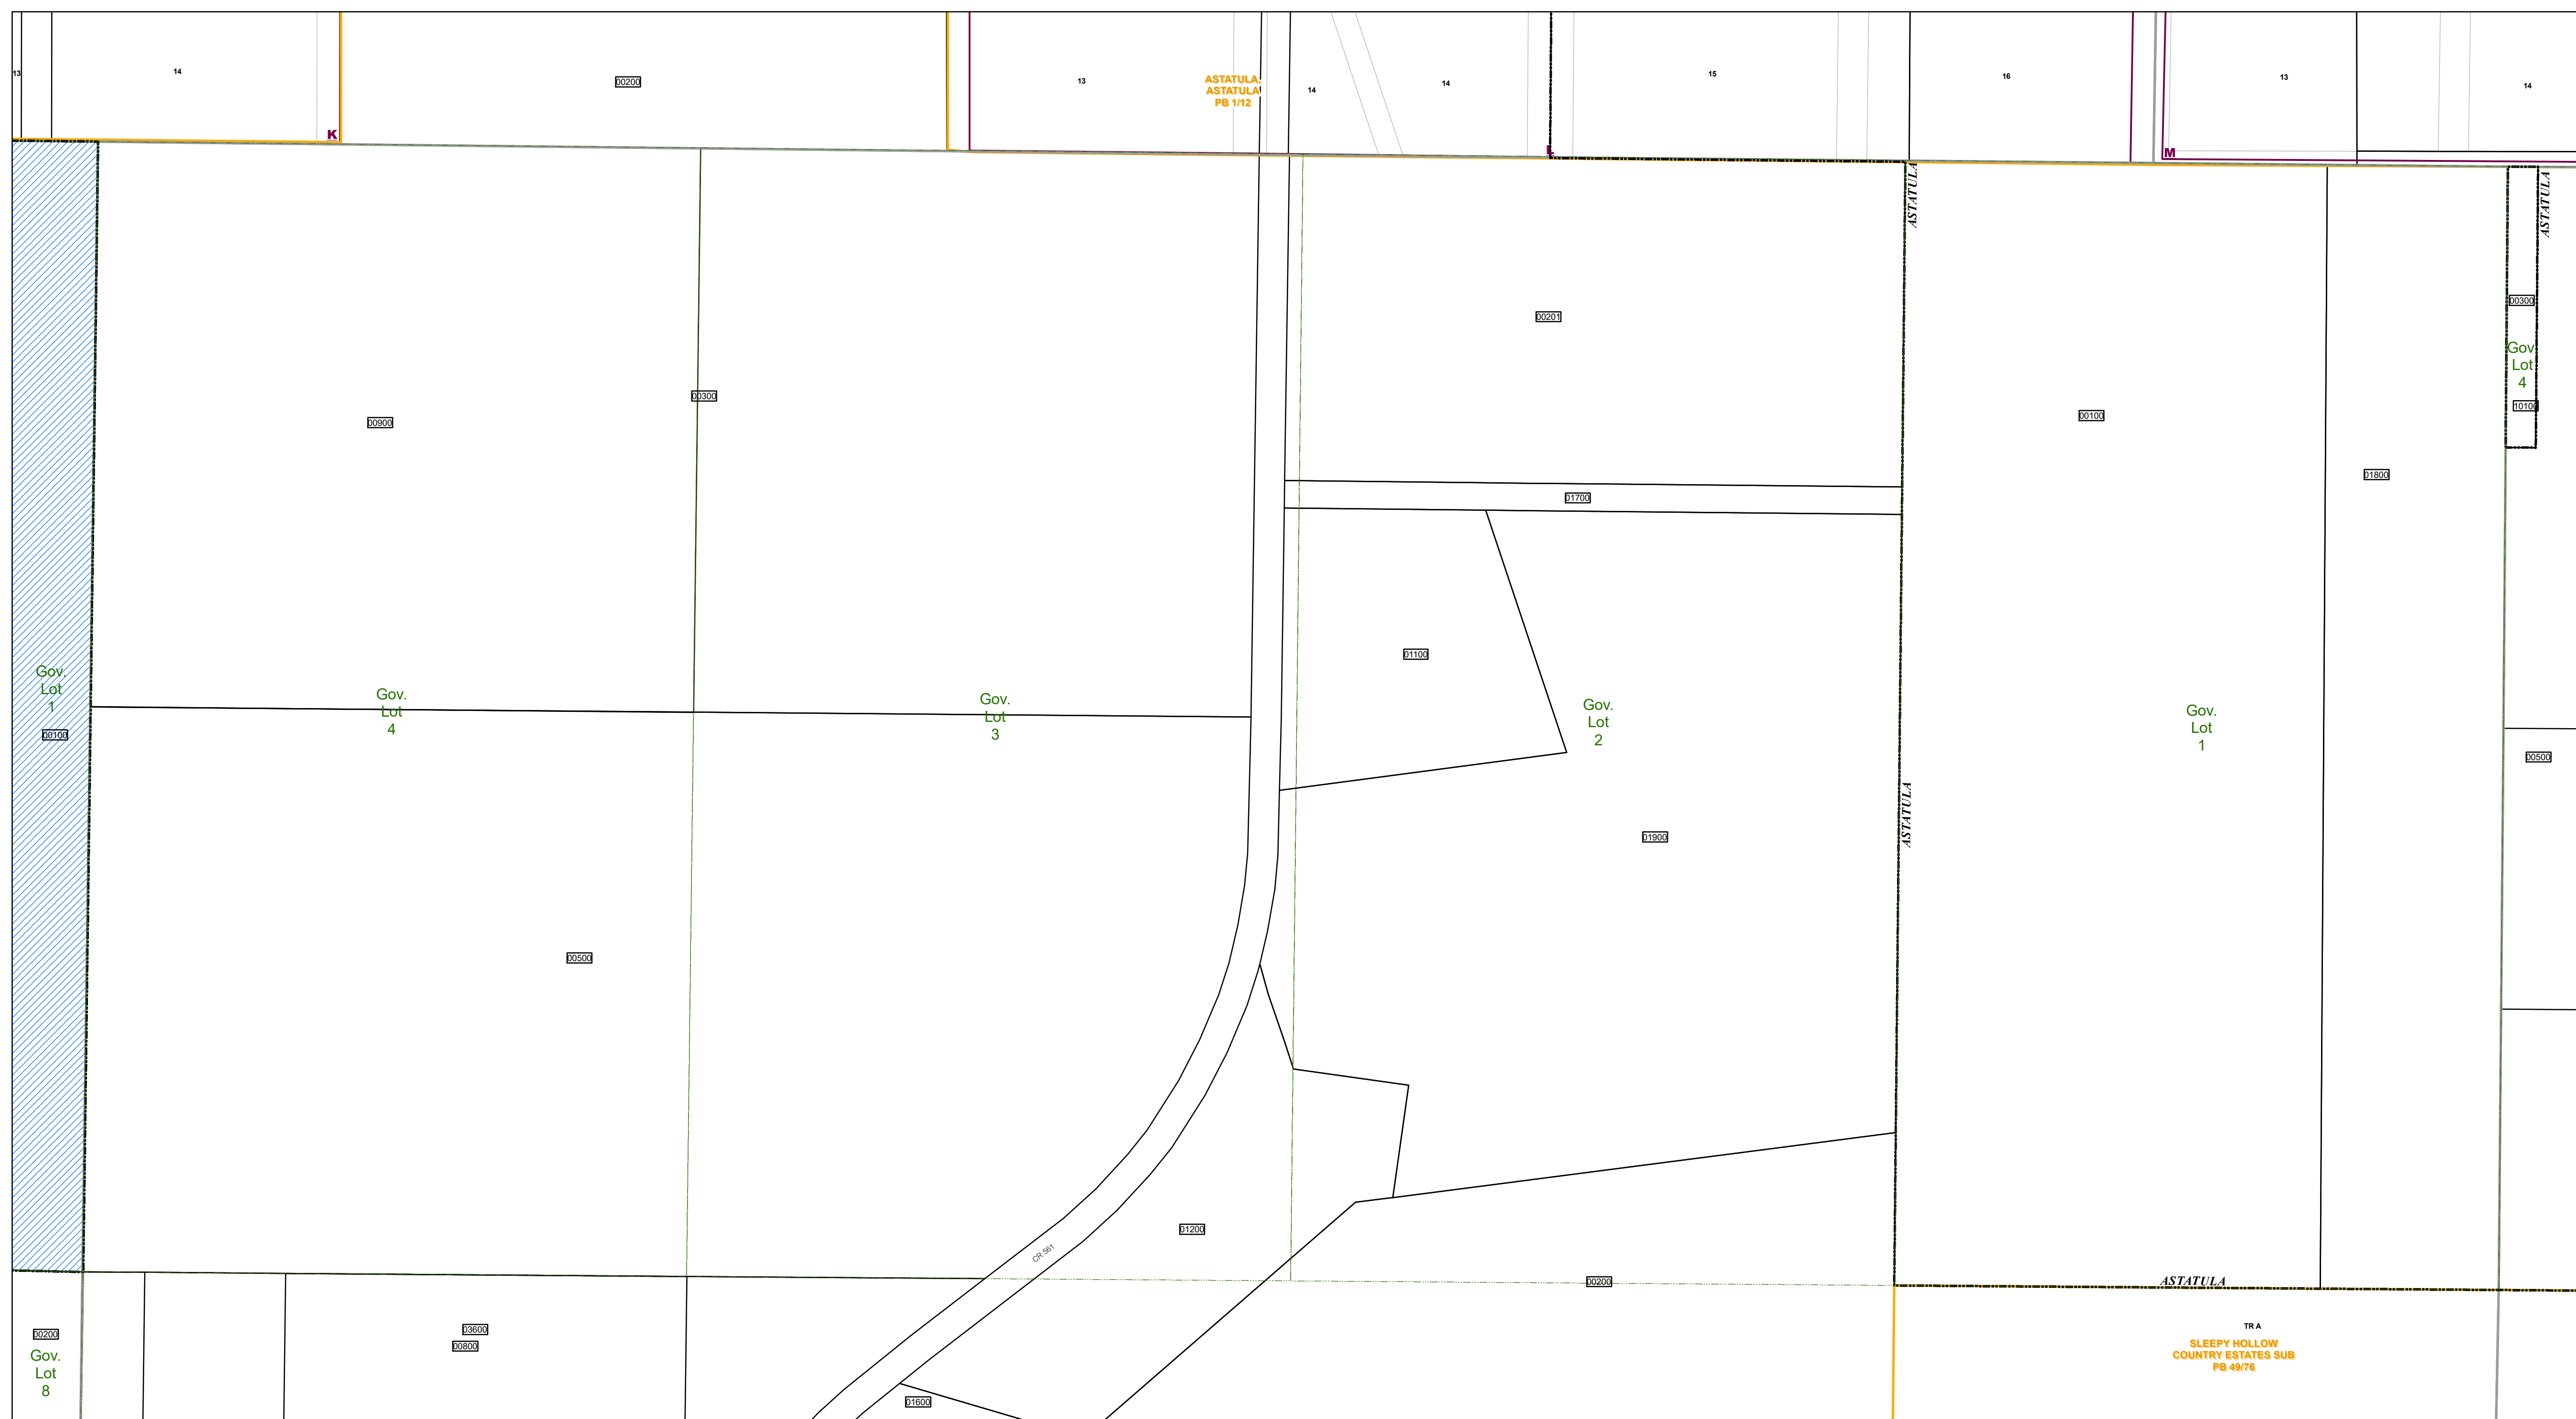 13
14
K
00200
13
ASTATULA,
ASTATULA
PB 1/12
14
14
L
15
16
M
13
14
ASTATULA
ASTATULA
00201
00300
Gov.
Lot
4
10100
00900
00300
00100
01800
01700
01100
Gov.
Lot
1
00100
Gov.
Lot
4
Gov.
Lot
3
Gov.
Lot
2
Gov.
Lot
1
00500
ASTATULA
01900
00500
01200
CR 561
00200
ASTATULA
00200
Gov.
Lot
8
03600
00800
01600
TR A
SLEEPY HOLLOW
COUNTRY ESTATES SUB
PB 49/76